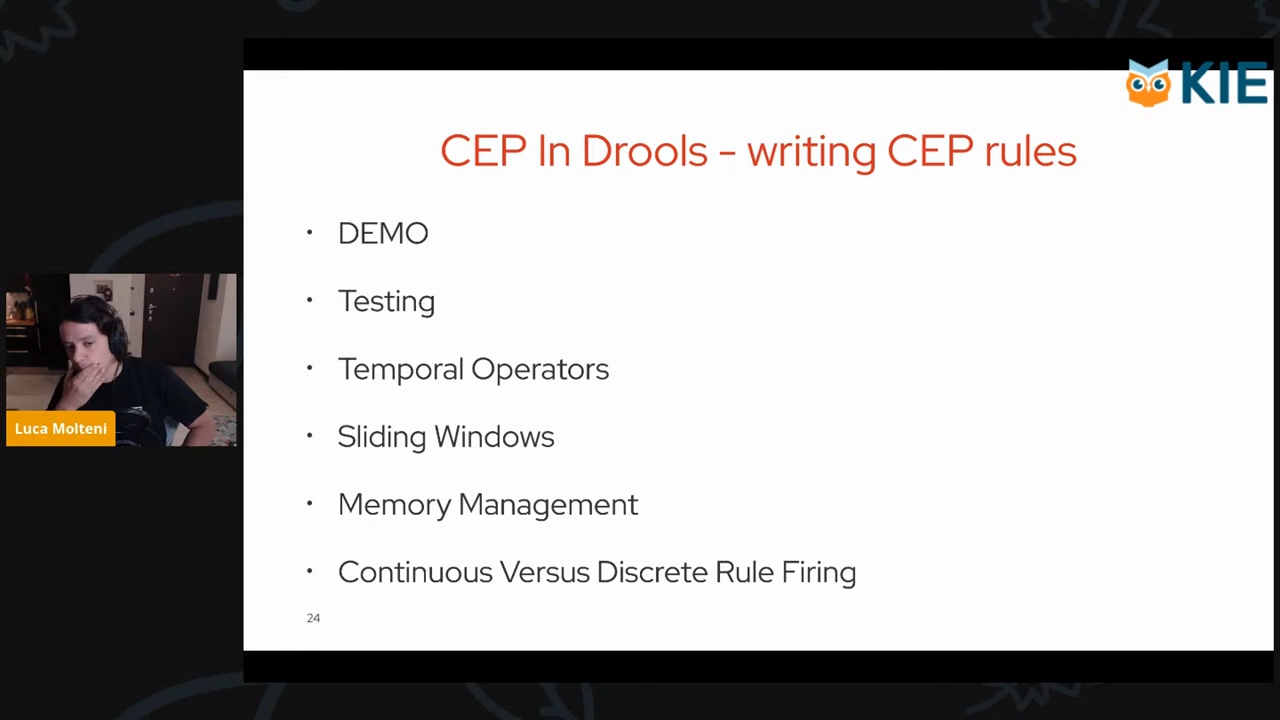 KIE
CEP In Drools - writing CEP rules
• DEMO
• Testing
• Temporal Operators
• Sliding Windows
• Memory Management
• Continuous Versus Discrete Rule Firing
24
Luca Molteni